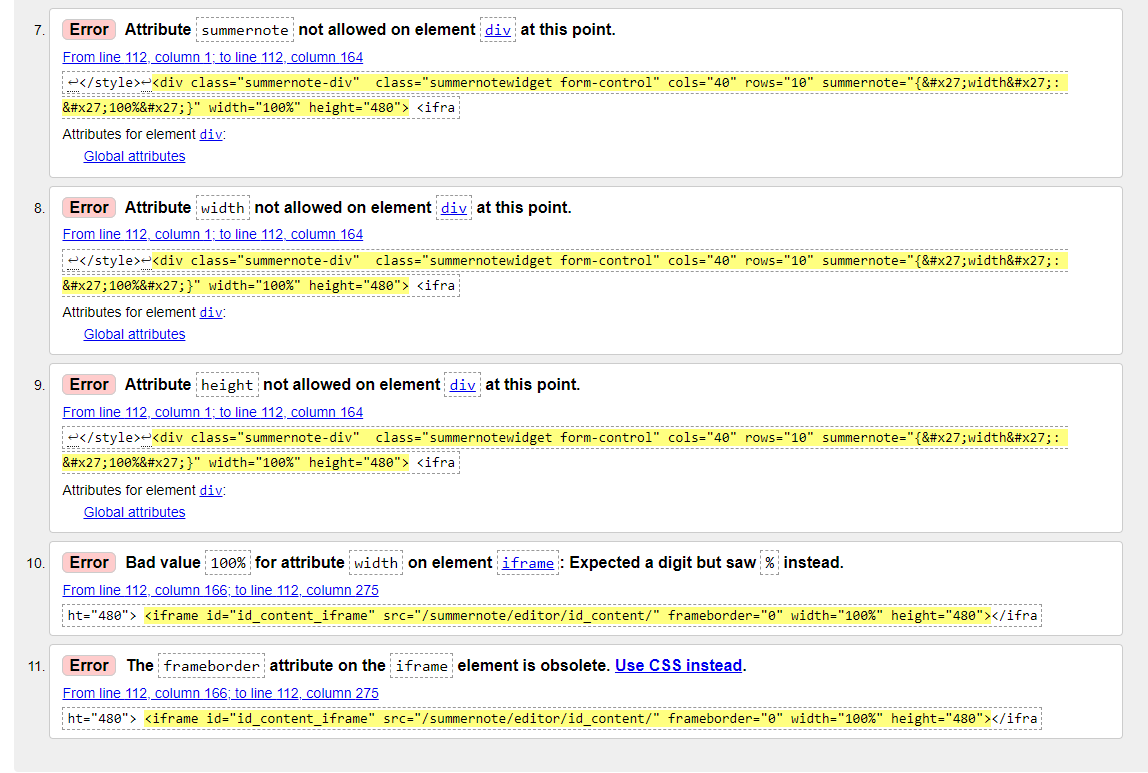 7. Error Attribute summernote not allowed on element div at this point.
From line 112, column 1; to line 112, column 164
↩</style>↩<div class="summernote-div"  class="summernotewidget form-control" cols="40" rows="10" summernote="{&#x27;width&#x27;:
&#x27;100%&#x27;}" width="100%" height="480"> <ifra
Attributes for element div:
Global attributes
8. Error Attribute width not allowed on element div at this point.
From line 112, column 1; to line 112, column 164
↩</style>↩<div class="summernote-div"  class="summernotewidget form-control" cols="40" rows="10" summernote="{&#x27;width&#x27;:
&#x27;100%&#x27;}" width="100%" height="480"> <ifra
Attributes for element div:
Global attributes
9. Error Attribute height not allowed on element div at this point.
From line 112, column 1; to line 112, column 164
↩</style>↩<div class="summernote-div"  class="summernotewidget form-control" cols="40" rows="10" summernote="{&#x27;width&#x27;:
&#x27;100%&#x27;}" width="100%" height="480"> <ifra
Attributes for element div:
Global attributes
10. Error Bad value 100% for attribute width on element iframe: Expected a digit but saw % instead.
From line 112, column 166; to line 112, column 275
ht="480"> <iframe id="id_content_iframe" src="/summernote/editor/id_content/" frameborder="0" width="100%" height="480"></ifra
11. Error The frameborder attribute on the iframe element is obsolete. Use CSS instead.
From line 112, column 166; to line 112, column 275
ht="480"> <iframe id="id_content_iframe" src="/summernote/editor/id_content/" frameborder="0" width="100%" height="480"></ifra